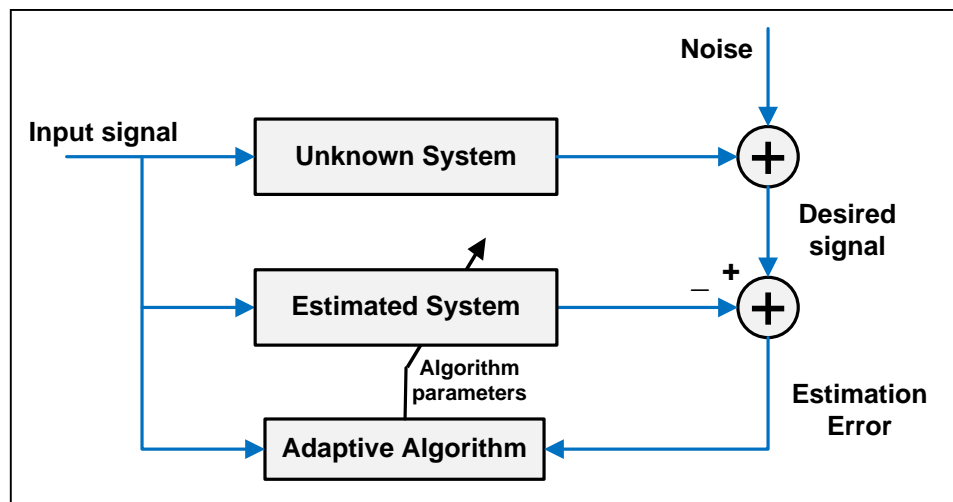 Noise
Input signal
Unknown System
+
Desired
signal
_ +
Estimated System
+
Algorithm
parameters
Estimation
Error
Adaptive Algorithm